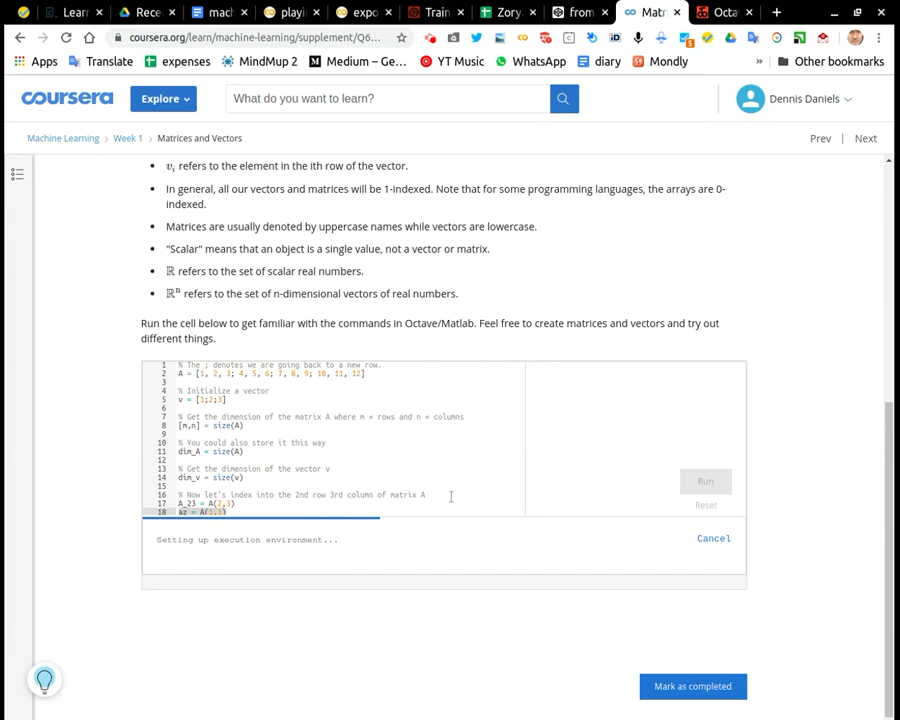 Learn
Rece
mach
playi
expo
Train
Zory
from
Matri
Octa
coursera.org/learn/machine-learning/supplement/Q6...
Apps
Translate
expenses
MindMup 2
Medium – Ge...
YT Music
WhatsApp
diary
Mondly
»
Other bookmarks
coursera
Explore
What do you want to learn?
Dennis Daniels
Machine Learning > Week 1 > Matrices and Vectors
Prev | Next
• vᵢ refers to the element in the ith row of the vector.
• In general, all our vectors and matrices will be 1-indexed. Note that for some programming languages, the arrays are 0-
indexed.
• Matrices are usually denoted by uppercase names while vectors are lowercase.
• "Scalar" means that an object is a single value, not a vector or matrix.
• ℝ refers to the set of scalar real numbers.
• ℝⁿ refers to the set of n-dimensional vectors of real numbers.
Run the cell below to get familiar with the commands in Octave/Matlab. Feel free to create matrices and vectors and try out
different things.
1 % The ; denotes we are going back to a new row.
2 A = [1, 2, 3; 4, 5, 6; 7, 8, 9; 10, 11, 12]
3
4 % Initialize a vector
5 v = [1;2;3]
6
7 % Get the dimension of the matrix A where m = rows and n = columns
8 [m,n] = size(A)
9
10 % You could also store it this way
11 dim_A = size(A)
12
13 % Get the dimension of the vector v
14 dim_v = size(v)
15
16 % Now let's index into the 2nd row 3rd column of matrix A
17 A_23 = A(2,3)
18 az = A(1,1)
Run
Reset
Setting up execution environment...
Cancel
Mark as completed